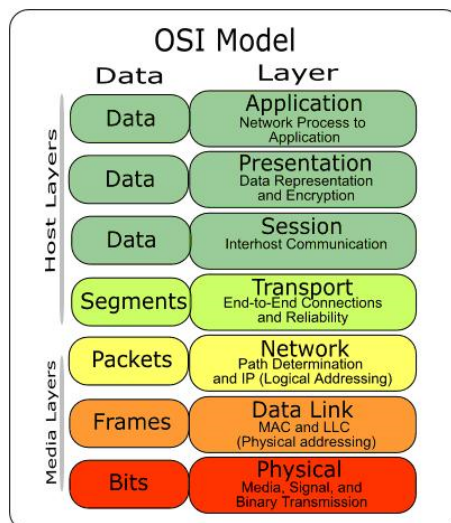 OSI Model
Data Layer
Host Layers
Data
Application
Network Process to
Application
Data
Presentation
Data Representation
and Encryption
Data
Session
Interhost Communication
Segments
Transport
End-to-End Connections
and Reliability
Media Layers
Packets
Network
Path Determination
and IP (Logical Addressing)
Frames
Data Link
MAC and LLC
(Physical addressing)
Bits
Physical
Media, Signal, and
Binary Transmission